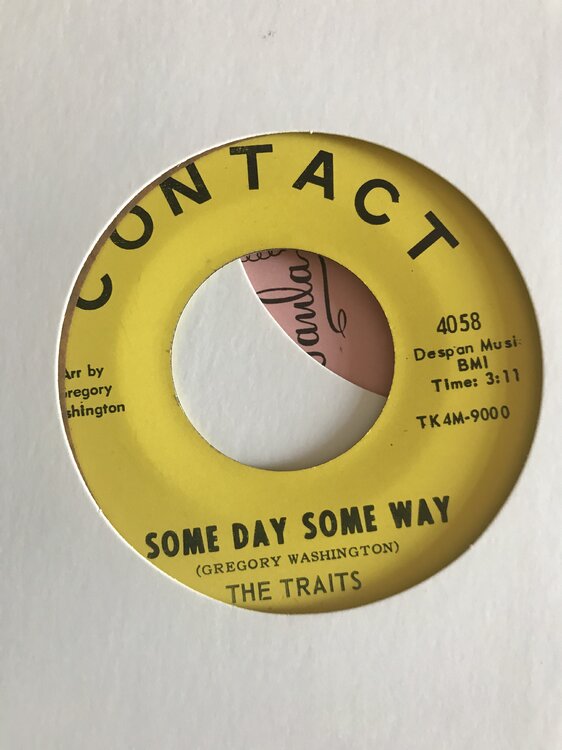 CONTACT
4058
Despan Musi
BMI
Time: 3:11
TK4M-9000
Arr by
regory
shington
SOME DAY SOME WAY
(GREGORY WASHINGTON)
THE TRAITS
aula